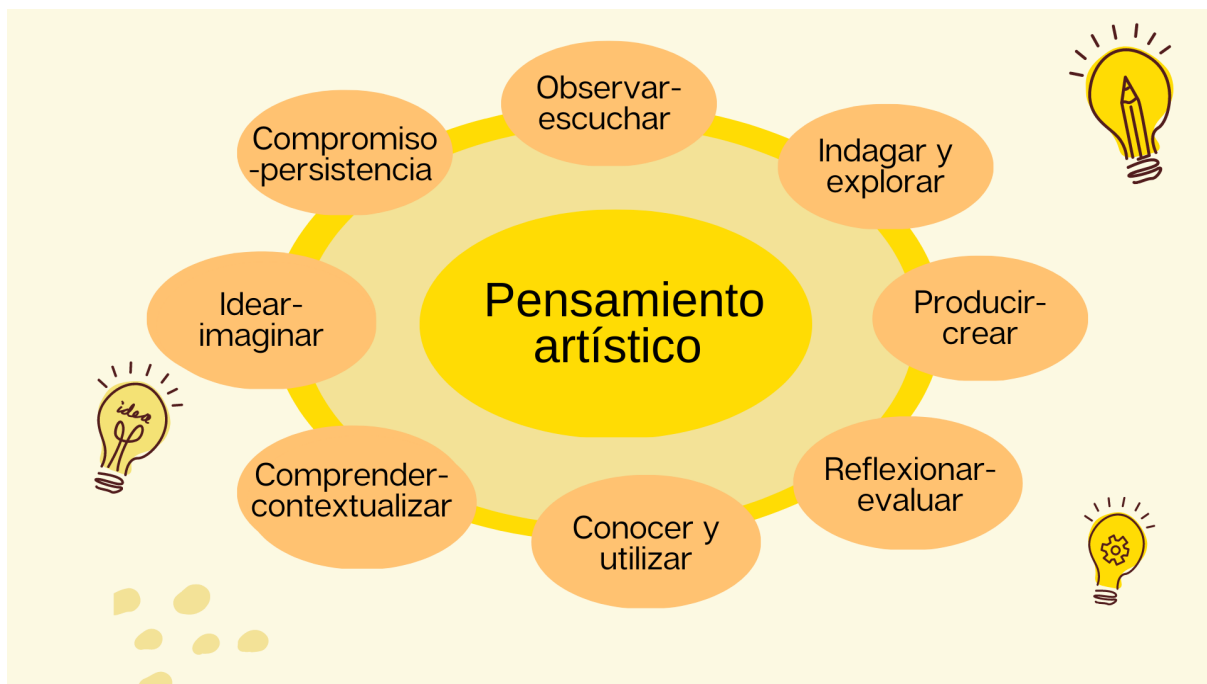 Observar-
escuchar
Compromiso
-persistencia
Indagar y
explorar
Idear-
imaginar
Pensamiento
artístico
Producir-
crear
idea
Comprender-
contextualizar
Reflexionar-
evaluar
Conocer y
utilizar